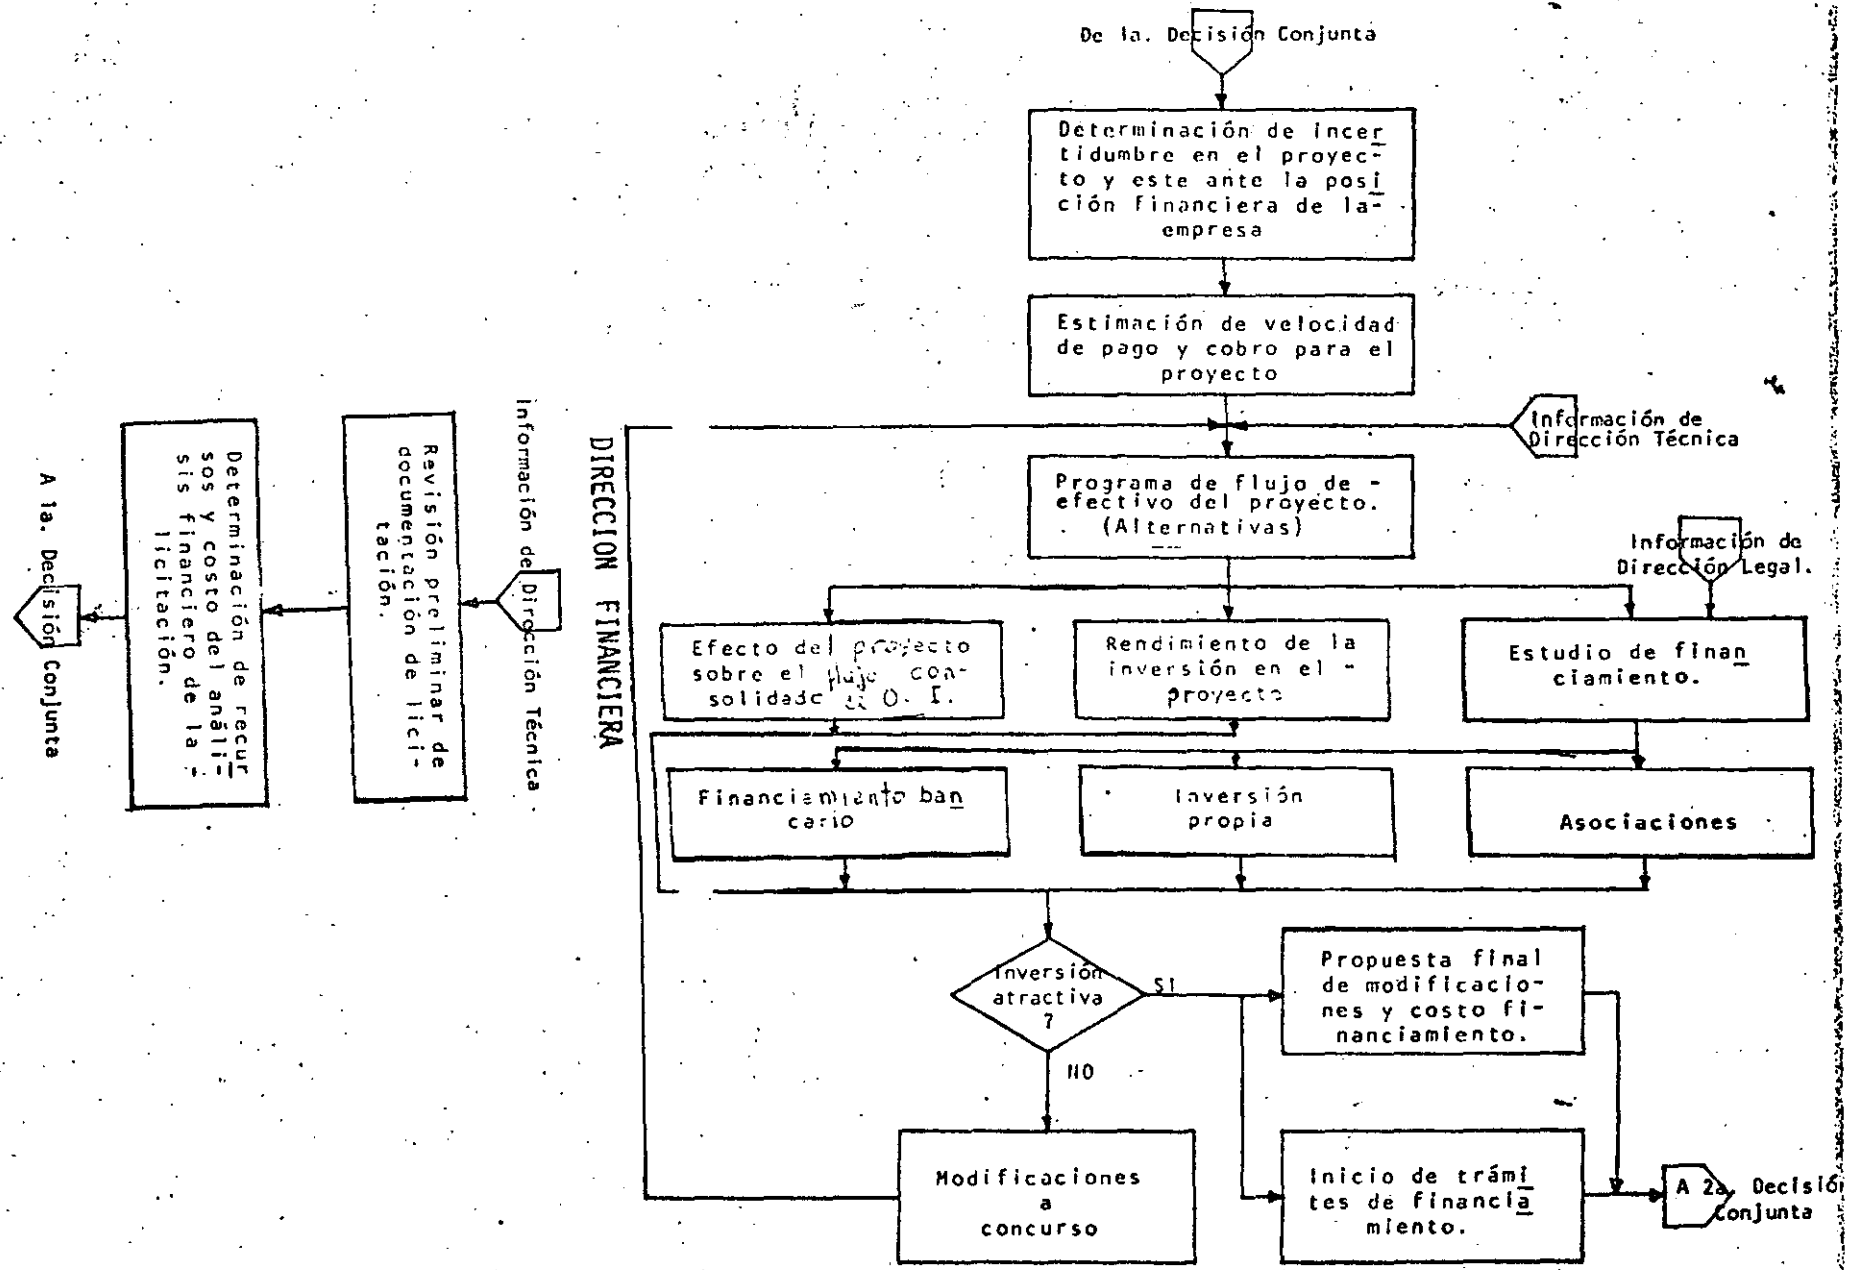 De 1a. Decisión Conjunta
Determinación de incer
tidumbre en el proyec-
to y este ante la posi
ción financiera de la-
empresa
Estimación de velocidad
de pago y cobro para el
proyecto
Información de
Dirección Técnica
Programa de flujo de -
efectivo del proyecto.
(Alternativas)
Información de
Dirección Legal.
Efecto del proyecto
sobre el flujo con-
solidado O. I.
Rendimiento de la
inversión en el -
proyecto
Estudio de finan
ciamiento.
Financiamiento ban
cario
Inversión
propia
Asociaciones
Inversión
atractiva
?
SI
NO
Propuesta final
de modificacio-
nes y costo fi-
nanciamiento.
Modificaciones
a
concurso
Inicio de trámi
tes de financia
miento.
A 2a. Decisió
Conjunta
DIRECCION FINANCIERA
Información de Dirección Técnica
Revisión preliminar de
documentación de lici-
tación.
Determinación de recur
sos y costo del análi-
sis financiero de la -
licitación.
A 1a. Decisión Conjunta